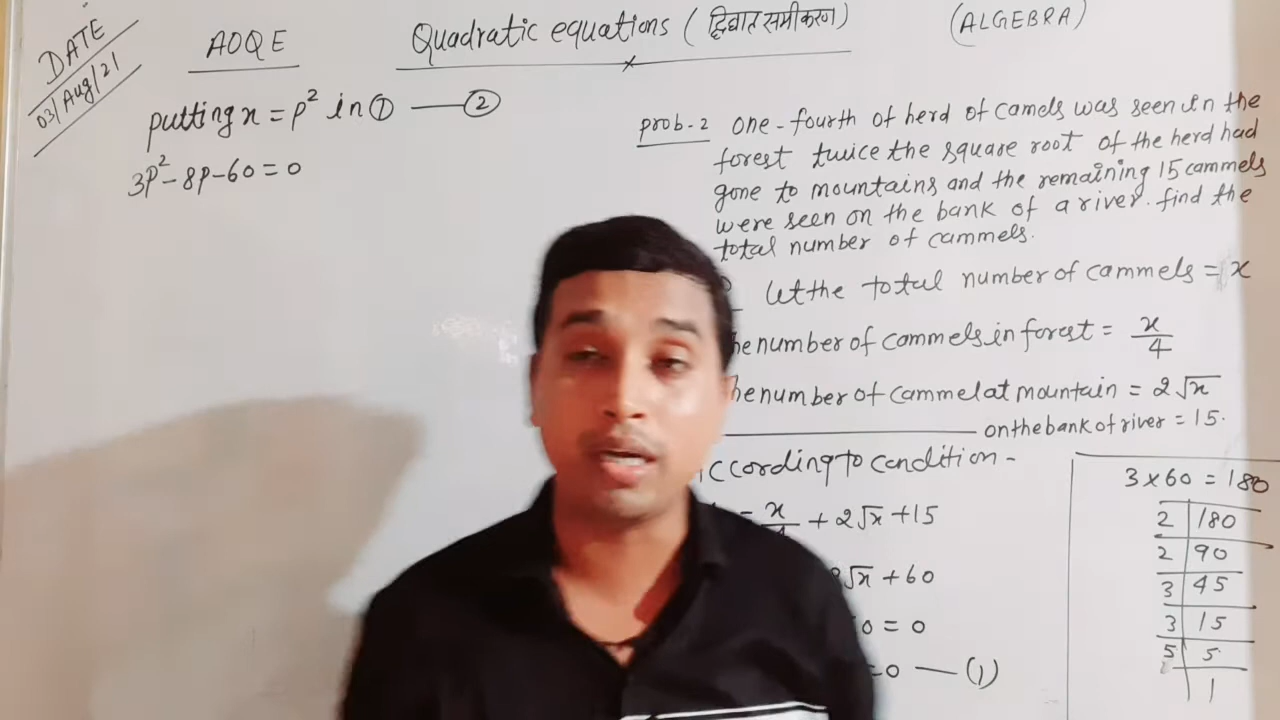 DATE
03/Aug/21
AOQE
Quadratic equations (द्विघात समीकरण)
(ALGEBRA)
putting x = p² in ① —— ②
3p² - 8p - 60 = 0
prob-2 one-fourth of herd of camels was seen in the
forest twice the square root of the herd had
gone to mountains and the remaining 15 cammels
were seen on the bank of a river. find the
total number of cammels.
let the total number of cammels = x
he number of cammels in forest = x/4
he number of cammel at mountain = 2√x
—— on the bank of river = 15.
ccording to condition -
= x/4 + 2√x + 15
√x + 60
0 = 0
=0 — (1)
3 x 60 = 180
2 | 180
2 | 90
3 | 45
3 | 15
5 | 5
| 1